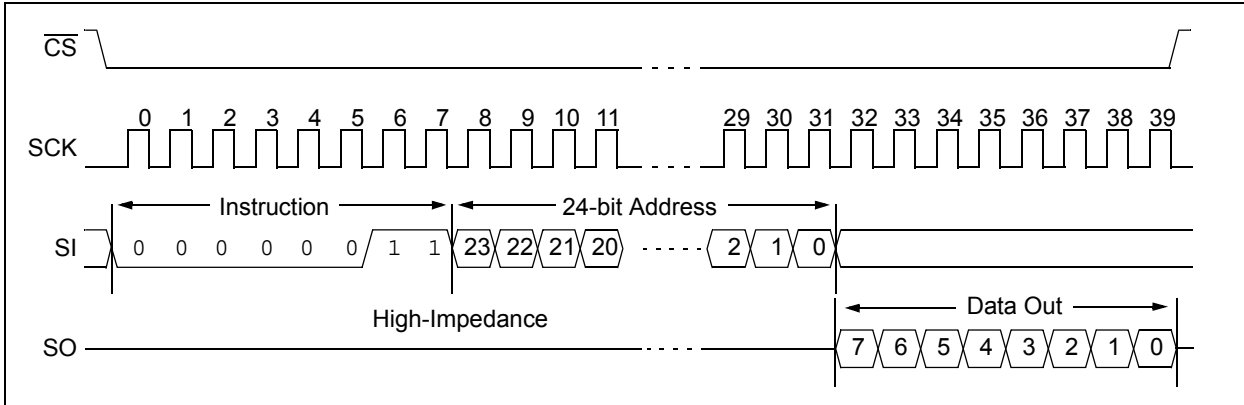 CS
0 1 2 3 4 5 6 7 8 9 10 11 29 30 31 32 33 34 35 36 37 38 39
SCK
Instruction 24-bit Address
SI 0 0 0 0 0 0 1 1 23 22 21 20 2 1 0
Data Out
High-Impedance
SO 7 6 5 4 3 2 1 0